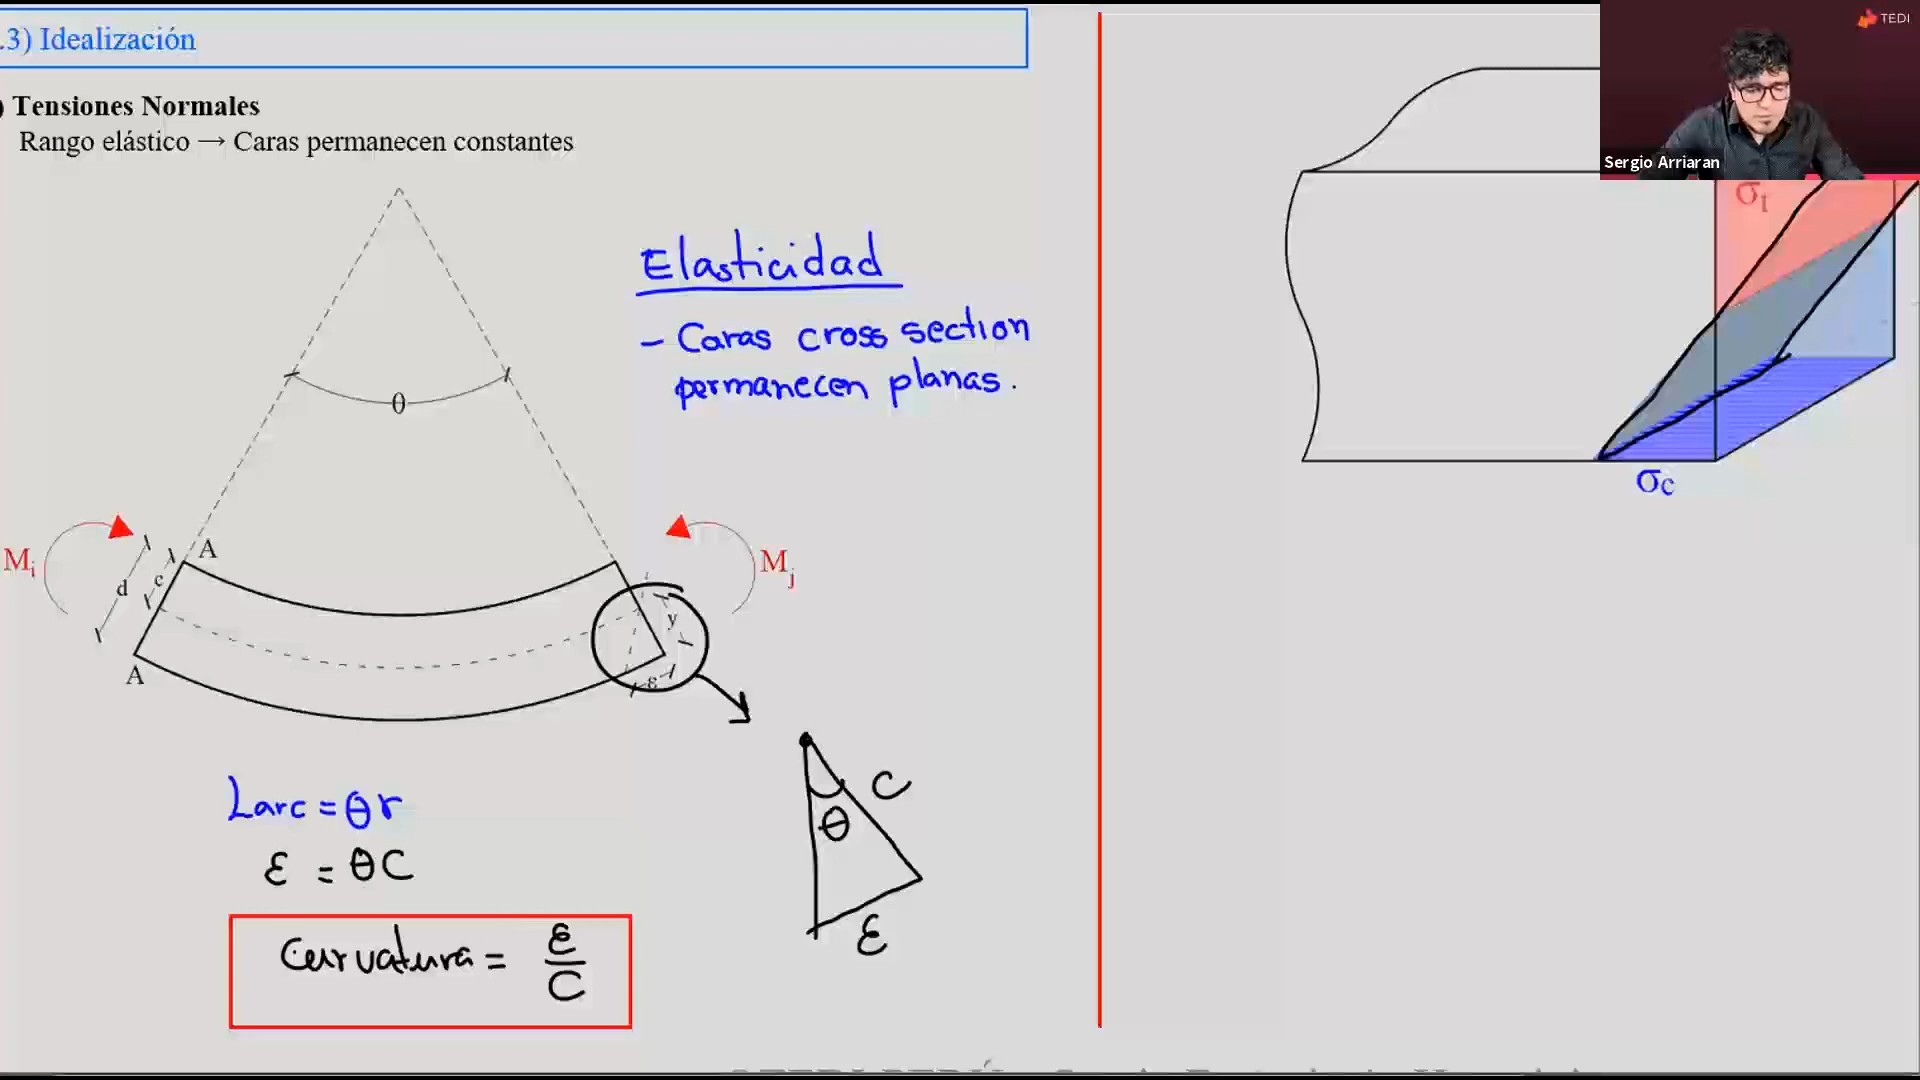 .3) Idealización
) Tensiones Normales
Rango elástico → Caras permanecen constantes
θ
Elasticidad
- Caras cross section
permanecen planas.
Mi
d
c
A
A
y
ε
Mj
Larc = θr
ε = θC
Curvatura = ε/C
C
θ
ε
TEDI
Sergio Arriaran
σt
σc